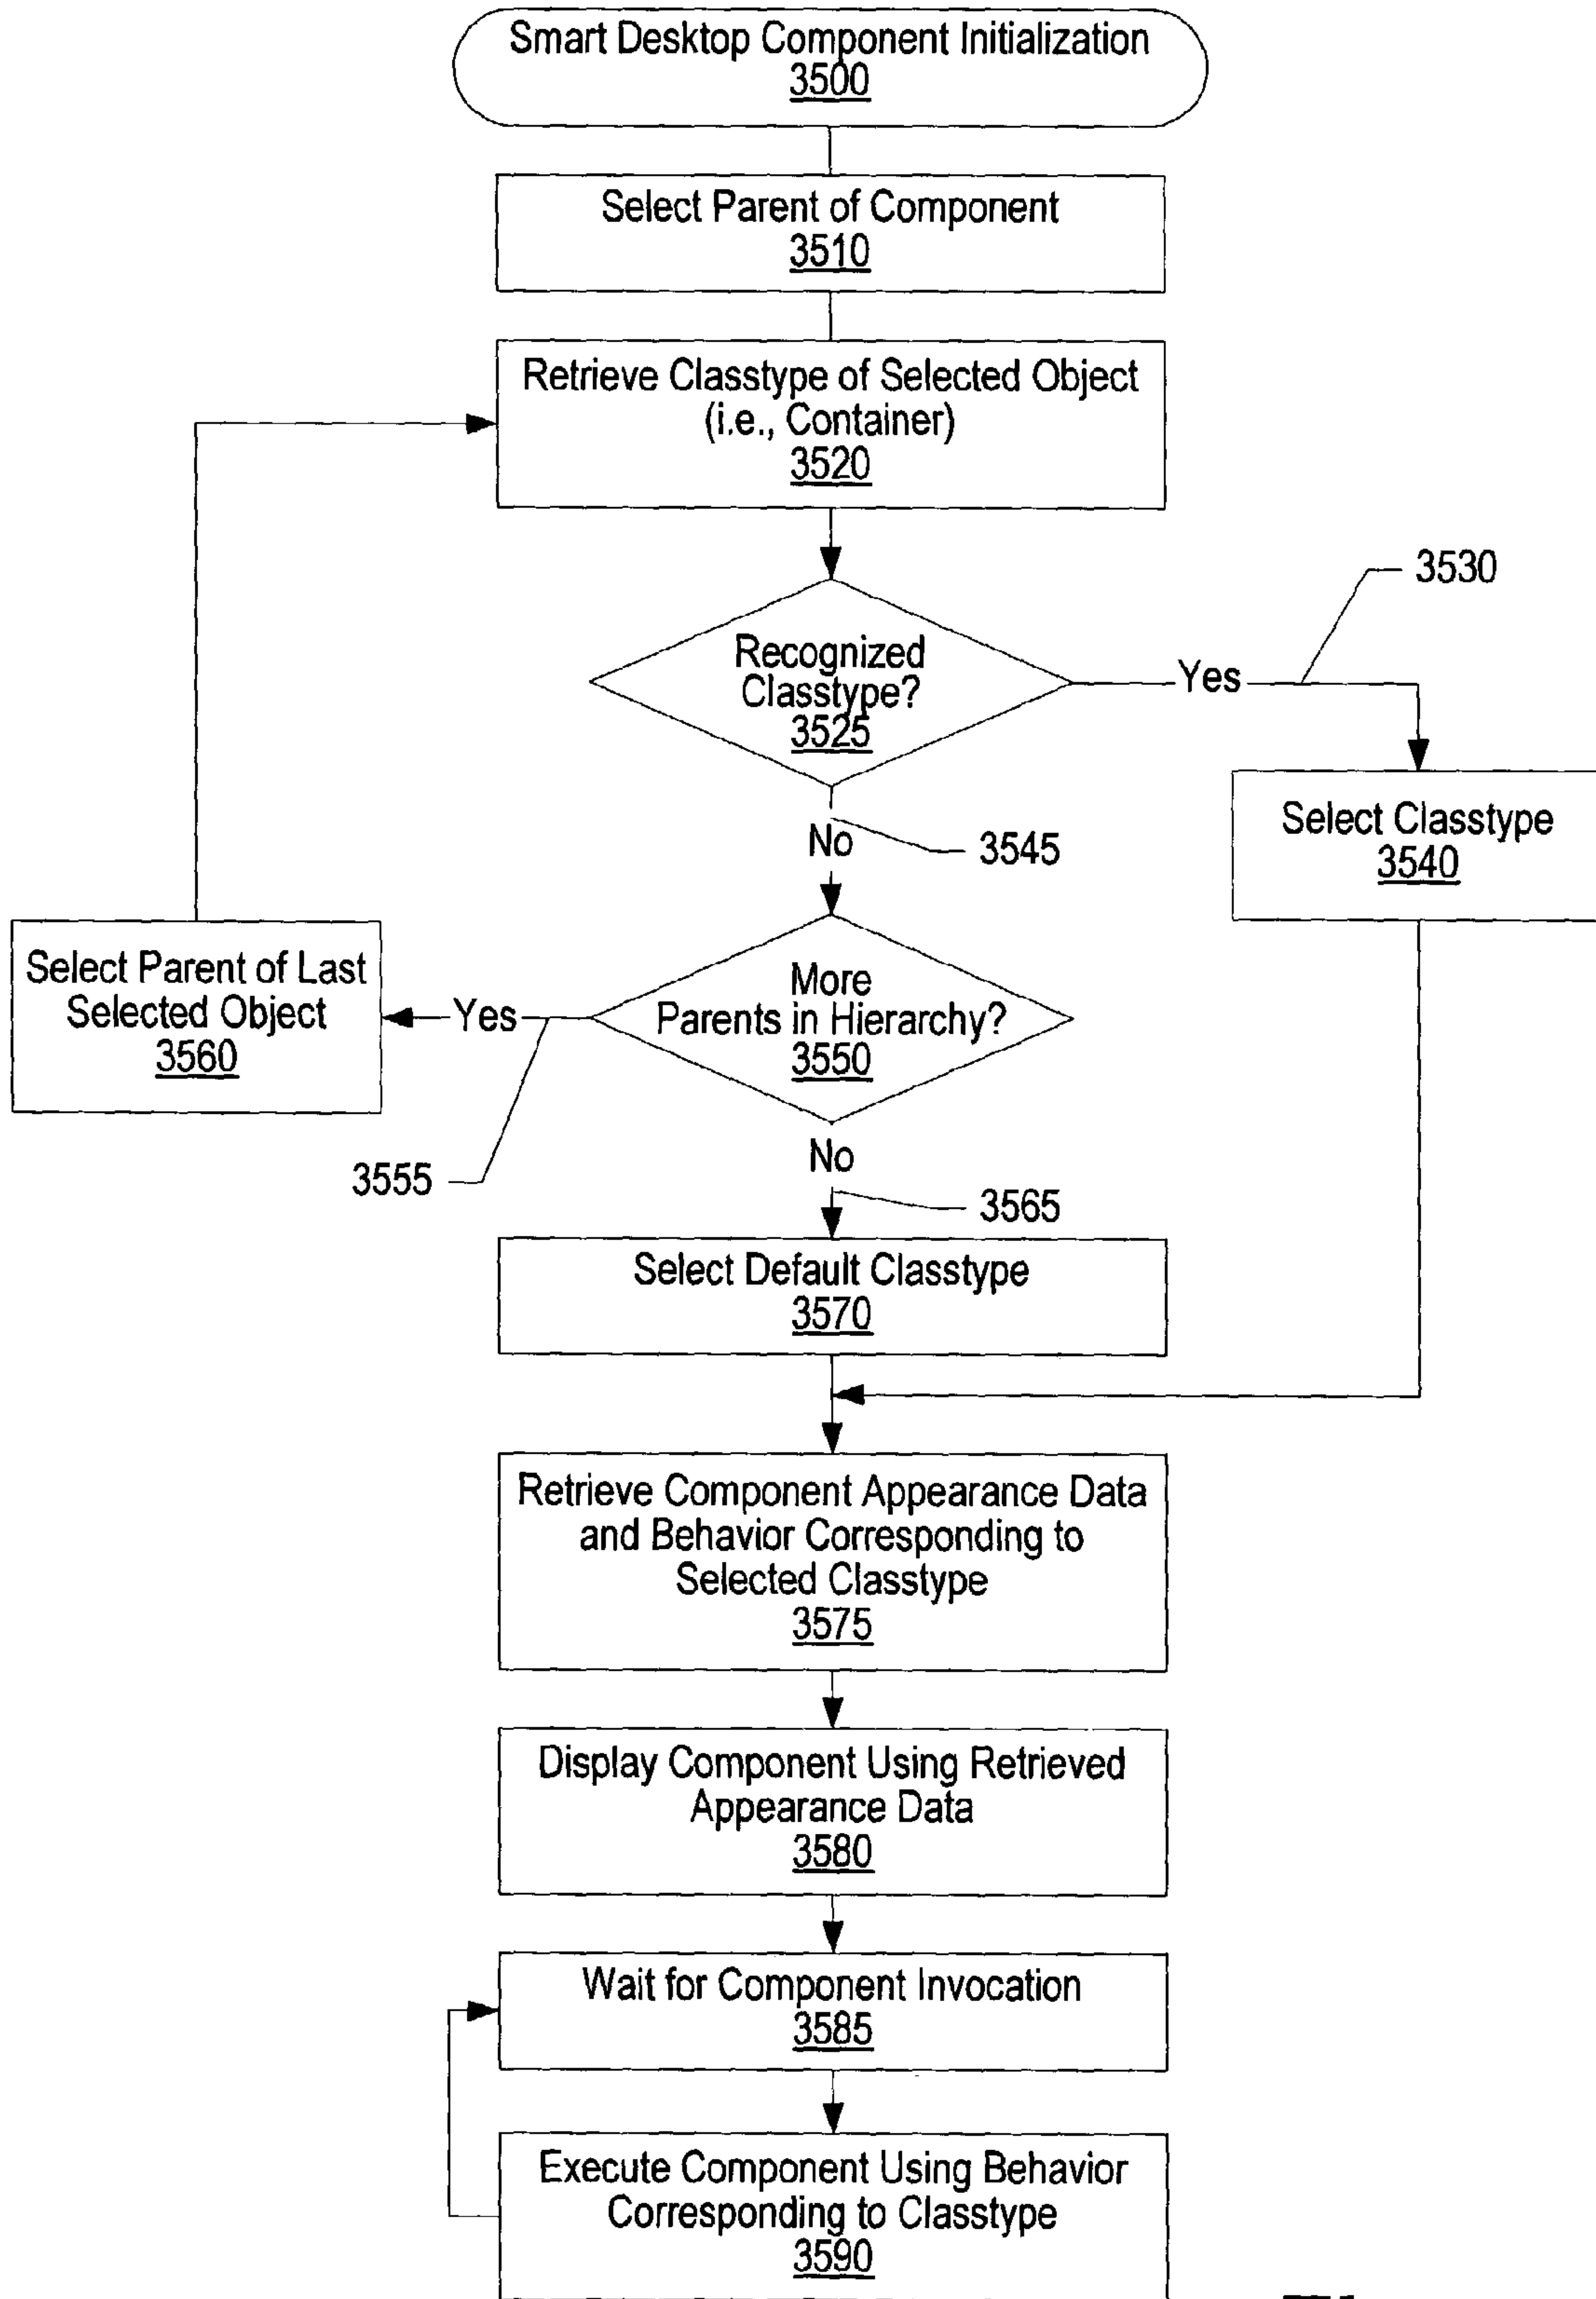 Smart Desktop Component Initialization
3500
Select Parent of Component
3510
Retrieve Classtype of Selected Object
(i.e., Container)
3520
3530
Recognized
Classtype?
3525
Yes
Select Classtype
3540
No
3545
Select Parent of Last
Selected Object
3560
Yes
More
Parents in Hierarchy?
3550
3555
No
3565
Select Default Classtype
3570
Retrieve Component Appearance Data
and Behavior Corresponding to
Selected Classtype
3575
Display Component Using Retrieved
Appearance Data
3580
Wait for Component Invocation
3585
Execute Component Using Behavior
Corresponding to Classtype
3590